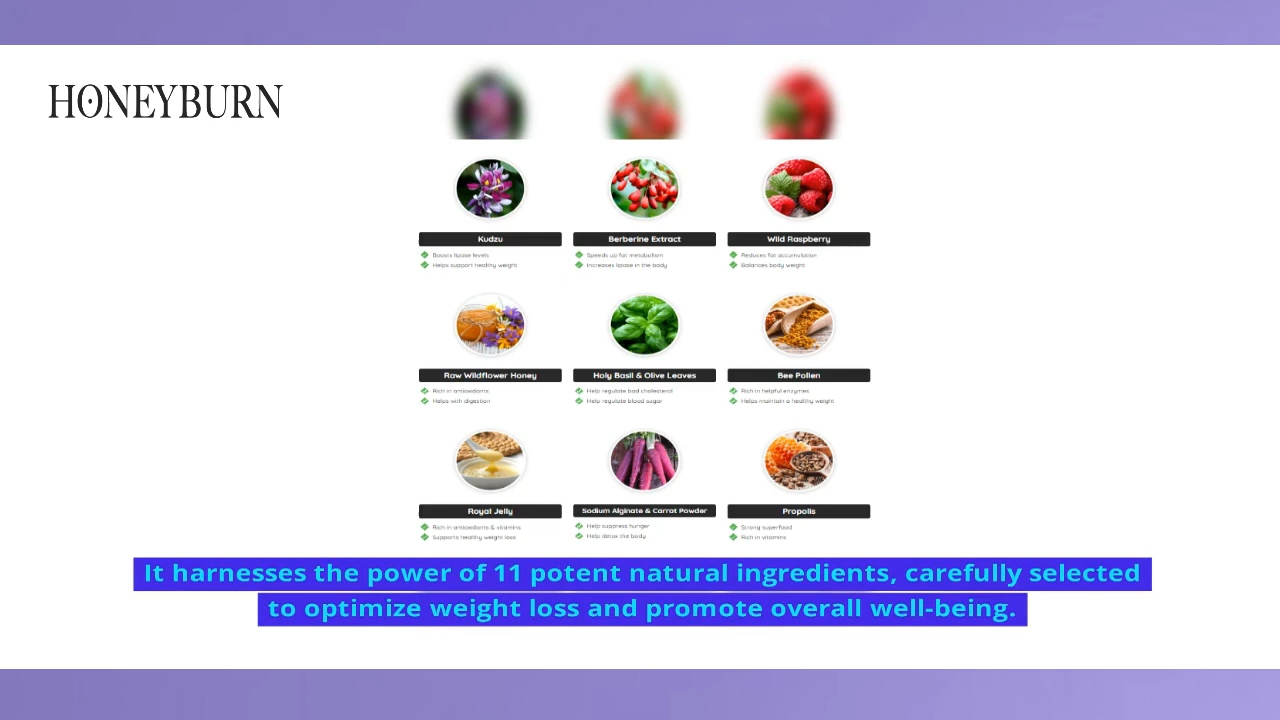 HONEYBURN
Kudzu
Boosts lipase levels
Helps support healthy weight
Berberine Extract
Speeds up fat metabolism
Increases lipase in the body
Wild Raspberry
Reduces fat accumulation
Balances body weight
Raw Wildflower Honey
Rich in antioxidants
Helps with digestion
Holy Basil & Olive Leaves
Help regulate bad cholesterol
Help regulate blood sugar
Bee Pollen
Rich in helpful enzymes
Helps maintain a healthy weight
Royal Jelly
Rich in antioxidants & vitamins
Supports healthy weight loss
Sodium Alginate & Carrot Powder
Help suppress hunger
Help detox the body
Propolis
Strong superfood
Rich in vitamins
It harnesses the power of 11 potent natural ingredients, carefully selected
to optimize weight loss and promote overall well-being.